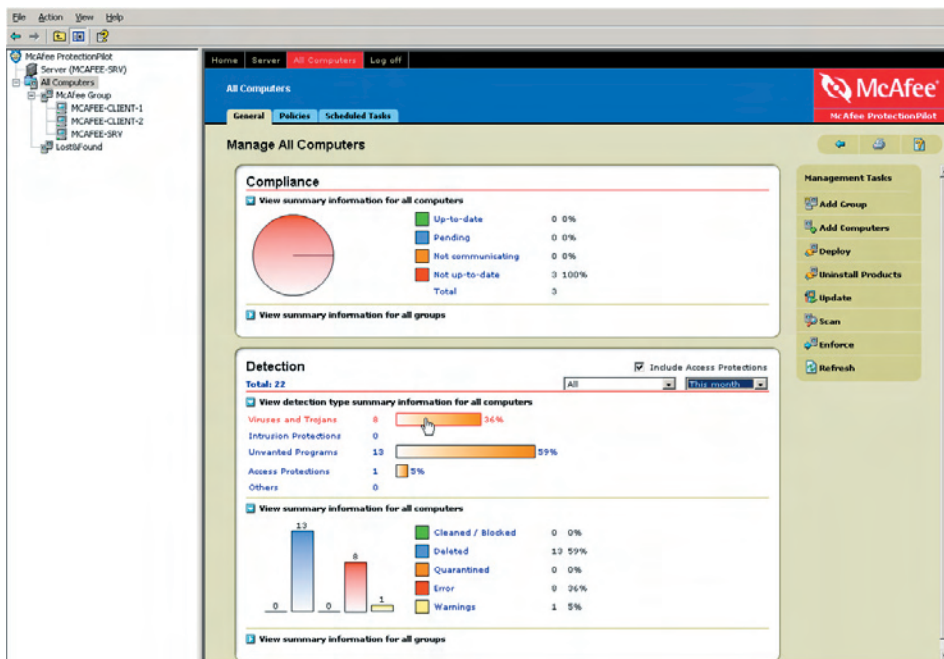 File Action View Help
McAfee ProtectionPilot
Server (MCAFEE-SRV)
All Computers
McAfee Group
MCAFEE-CLIENT-1
MCAFEE-CLIENT-2
MCAFEE-SRV
Lost&Found
Home Server All Computers Log off
All Computers
McAfee®
McAfee ProtectionPilot
General Policies Scheduled Tasks
Manage All Computers
Compliance
View summary information for all computers
Up-to-date 0 0%
Pending 0 0%
Not communicating 0 0%
Not up-to-date 3 100%
Total 3
View summary information for all groups
Detection
Include Access Protections
Total: 22
All This month
View detection type summary information for all computers
Viruses and Trojans 8 36%
Intrusion Protections 0
Unwanted Programs 13 59%
Access Protections 1 5%
Others 0
View summary information for all computers
13
0
0
8
1
Cleaned / Blocked 0 0%
Deleted 13 59%
Quarantined 0 0%
Error 8 36%
Warnings 1 5%
View summary information for all groups
Management Tasks
Add Group
Add Computers
Deploy
Uninstall Products
Update
Scan
Enforce
Refresh